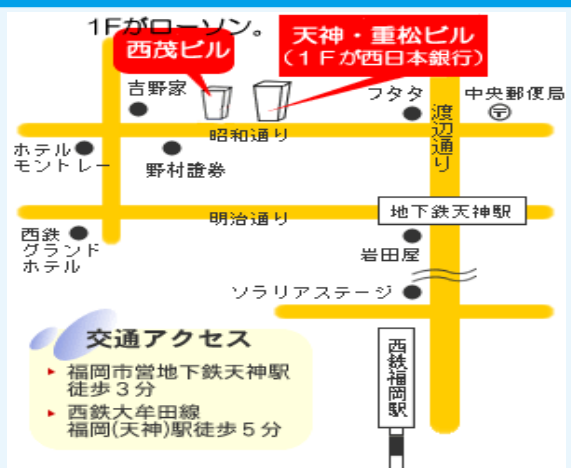 1Fがローソン。
西茂ビル
天神・重松ビル
(1Fが西日本銀行)
吉野家
フタタ
渡辺通り
中央郵便局
〒
昭和通り
ホテル
モントレー
野村證券
明治通り
地下鉄天神駅
西鉄
グランド
ホテル
岩田屋
ソラリアステージ
西鉄福岡駅
交通アクセス
福岡市営地下鉄天神駅
徒歩3分
西鉄大牟田線
福岡(天神)駅徒歩5分